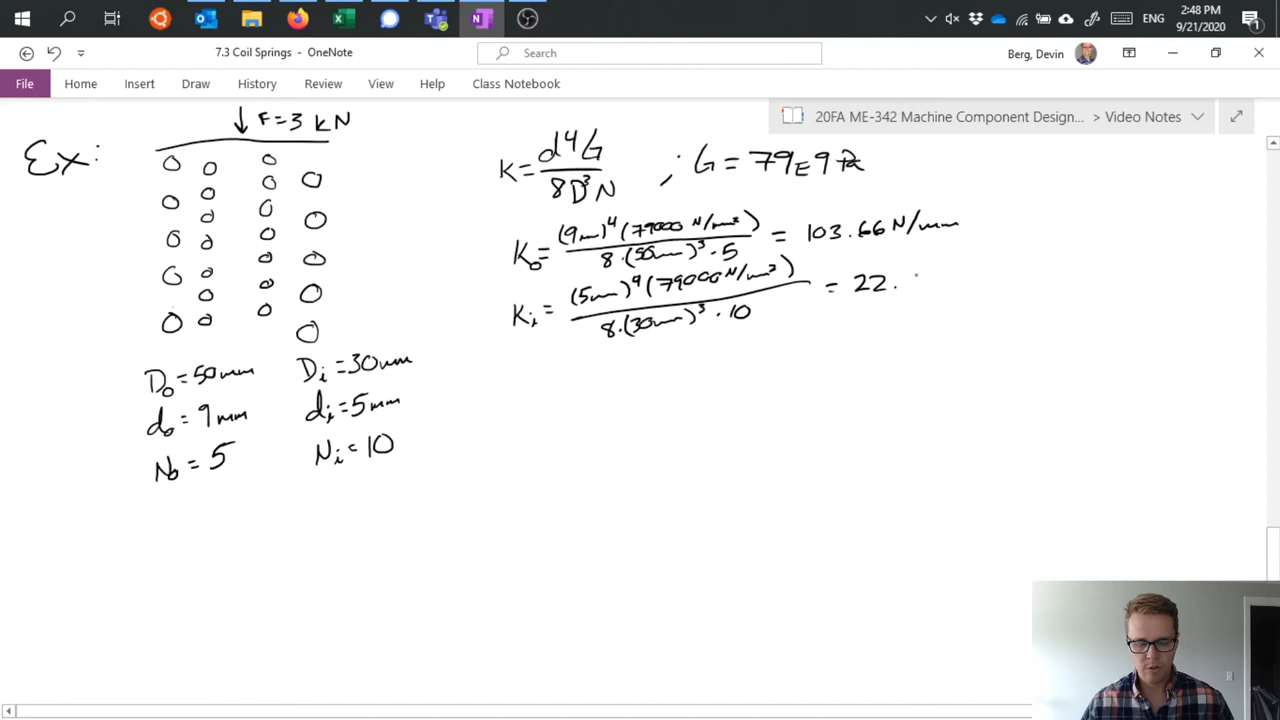 2:48 PM
ENG
9/21/2020
7.3 Coil Springs - OneNote
Search
Berg, Devin
File Home Insert Draw History Review View Help Class Notebook
20FA ME-342 Machine Component Design... > Video Notes
Ex:
↓ F = 3 kN
D₀ = 50mm
d₀ = 9mm
N₀ = 5
Dᵢ = 30mm
dᵢ = 5mm
Nᵢ = 10
K = d⁴G / 8D³N ; G = 79E9 Pa
K₀ = (9mm)⁴(79000 N/mm²) / 8·(50mm)³·5 = 103.66 N/mm
Kᵢ = (5mm)⁴(79000 N/mm²) / 8·(30mm)³·10 = 22.